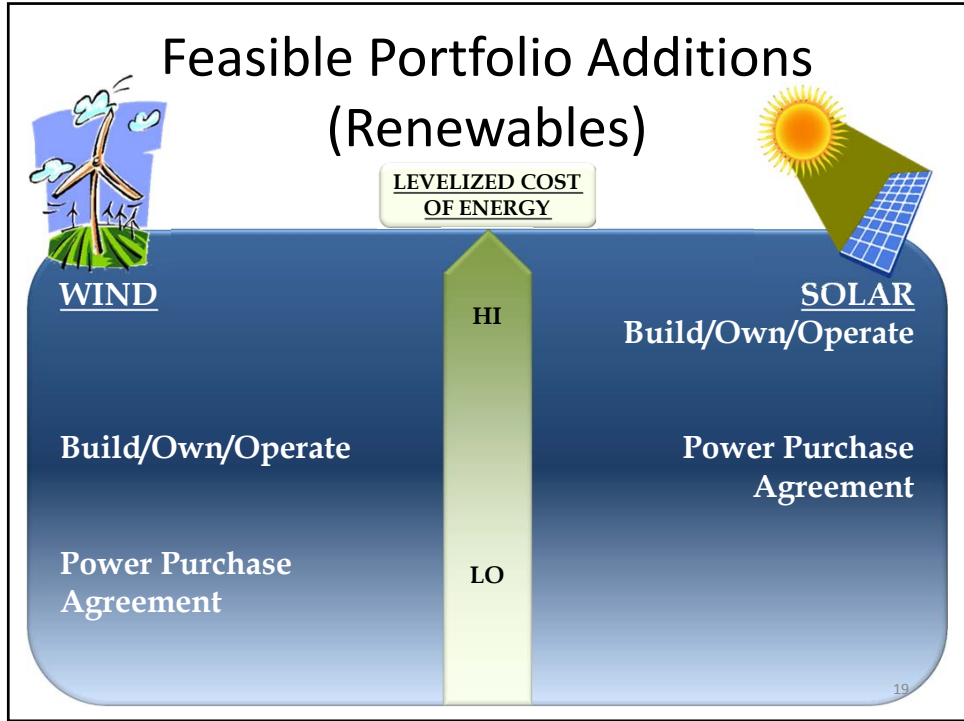 Feasible Portfolio Additions
(Renewables)
LEVELIZED COST
OF ENERGY
WIND
Build/Own/Operate
Power Purchase
Agreement
HI
LO
SOLAR
Build/Own/Operate
Power Purchase
Agreement
19